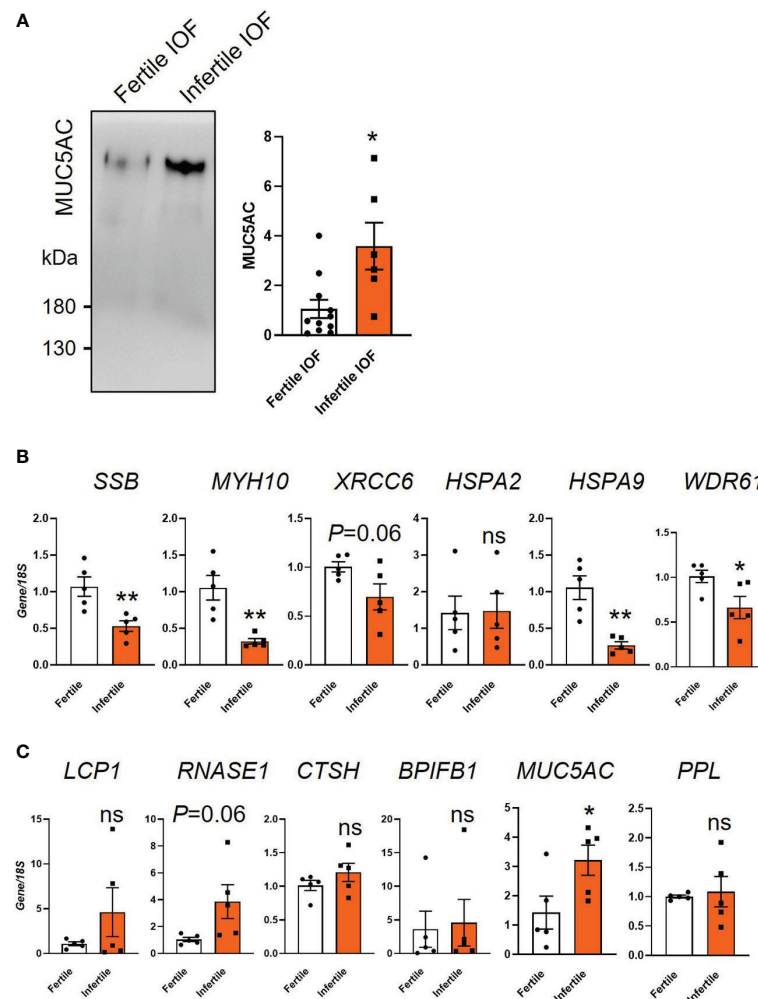 A
Fertile IOF
Infertile IOF
MUC5AC
kDa
180
130
MUC5AC
8
6
4
2
0
*
Fertile IOF
Infertile IOF
B
SSB
MYH10
XRCC6
HSPA2
HSPA9
WDR61
Gene/18S
2.0
1.5
1.0
0.5
0.0
**
Fertile
Infertile
2.0
1.5
1.0
0.5
0.0
**
Fertile
Infertile
1.5
1.0
0.5
0.0
P=0.06
Fertile
Infertile
4
3
2
1
0
ns
Fertile
Infertile
2.0
1.5
1.0
0.5
0.0
**
Fertile
Infertile
1.5
1.0
0.5
0.0
*
Fertile
Infertile
C
LCP1
RNASE1
CTSH
BPIFB1
MUC5AC
PPL
Gene/18S
15
10
5
0
ns
Fertile
Infertile
10
8
6
4
2
0
P=0.06
Fertile
Infertile
2.0
1.5
1.0
0.5
0.0
ns
Fertile
Infertile
20
15
10
5
0
ns
Fertile
Infertile
5
4
3
2
1
0
*
Fertile
Infertile
2.5
2.0
1.5
1.0
0.5
0.0
ns
Fertile
Infertile